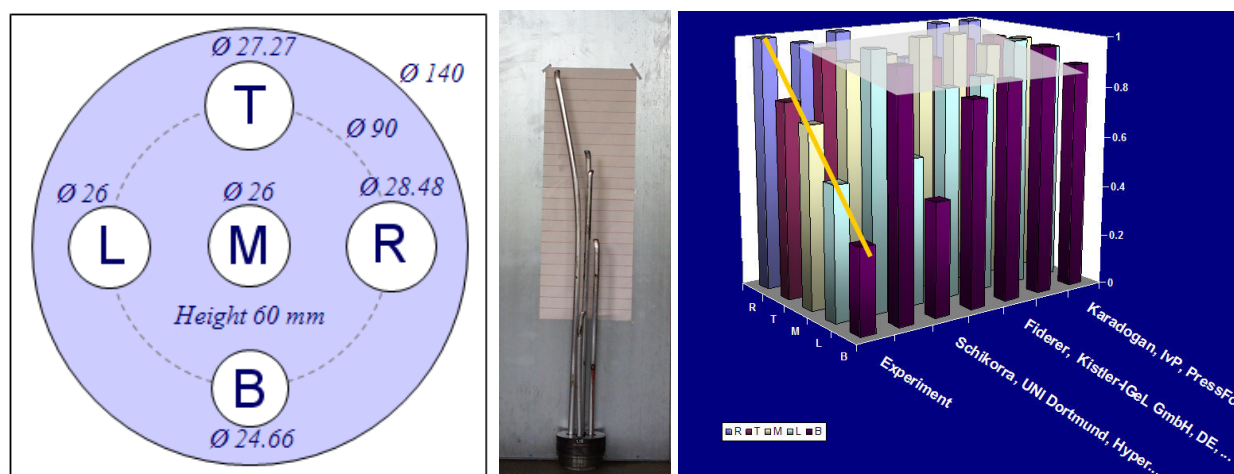 Ø 27.27
Ø 140
T
Ø 90
Ø 26
Ø 26
Ø 28.48
L
M
R
Height 60 mm
B
Ø 24.66
1
0.8
0.6
0.4
0.2
0
R
T
M
L
B
Experiment
Schikorra, UNI Dortmund, Hyper...
Fiderer, Kistler-IGeL GmbH, DE, ...
Karadogan, IvP, PressFo
R T M L B